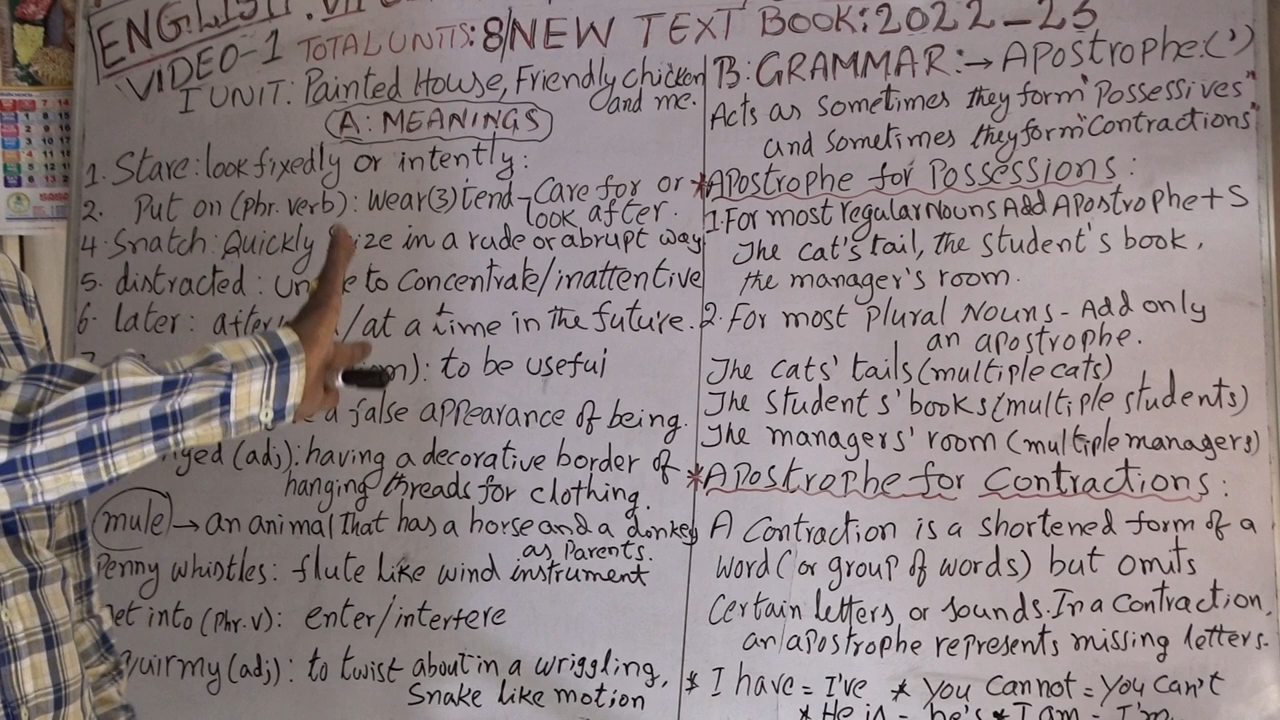 ENGLISH:
VIDEO-1 TOTAL UNITS: 8/NEW TEXT BOOK: 2022-23
I UNIT: Painted House, Friendly chicken
and me.
A: MEANINGS
1. Stare: look fixedly or intently:
2. Put on (phr. verb): wear(3) tend - Care for or
look after.
4. Snatch: Quickly ize in a rude or abrupt way
5. distracted: un e to Concentrate/inattentive
6. later: after /at a time in the future.
to be useful
a false appearance of being.
(adj): having a decorative border of
hanging threads for clothing.
mule → an animal that has a horse and a donkey
as Parents.
Penny whistles: flute like wind instrument
et into (Phr.v): enter/interfere
uirmy (adj): to twist about in a wriggling,
Snake like motion
B: GRAMMAR: → APostrophe:(')
Acts as sometimes they form "Possessives"
and sometimes they form "Contractions"
*APostrophe for Possessions:
1. For most regular Nouns Add Apostrophe + S
The cat's tail, the student's book,
the manager's room.
2. For most Plural Nouns - Add only
an apostrophe.
The cats' tails (multiple cats)
The students' books (multiple students)
The managers' room (multiple managers)
*APostrophe for Contractions:
A Contraction is a shortened form of a
word (or group of words) but omits
Certain letters or sounds. In a Contraction,
an apostrophe represents missing letters.
* I have = I've * You Cannot = You Can't
* He is = he's * I am = I'm